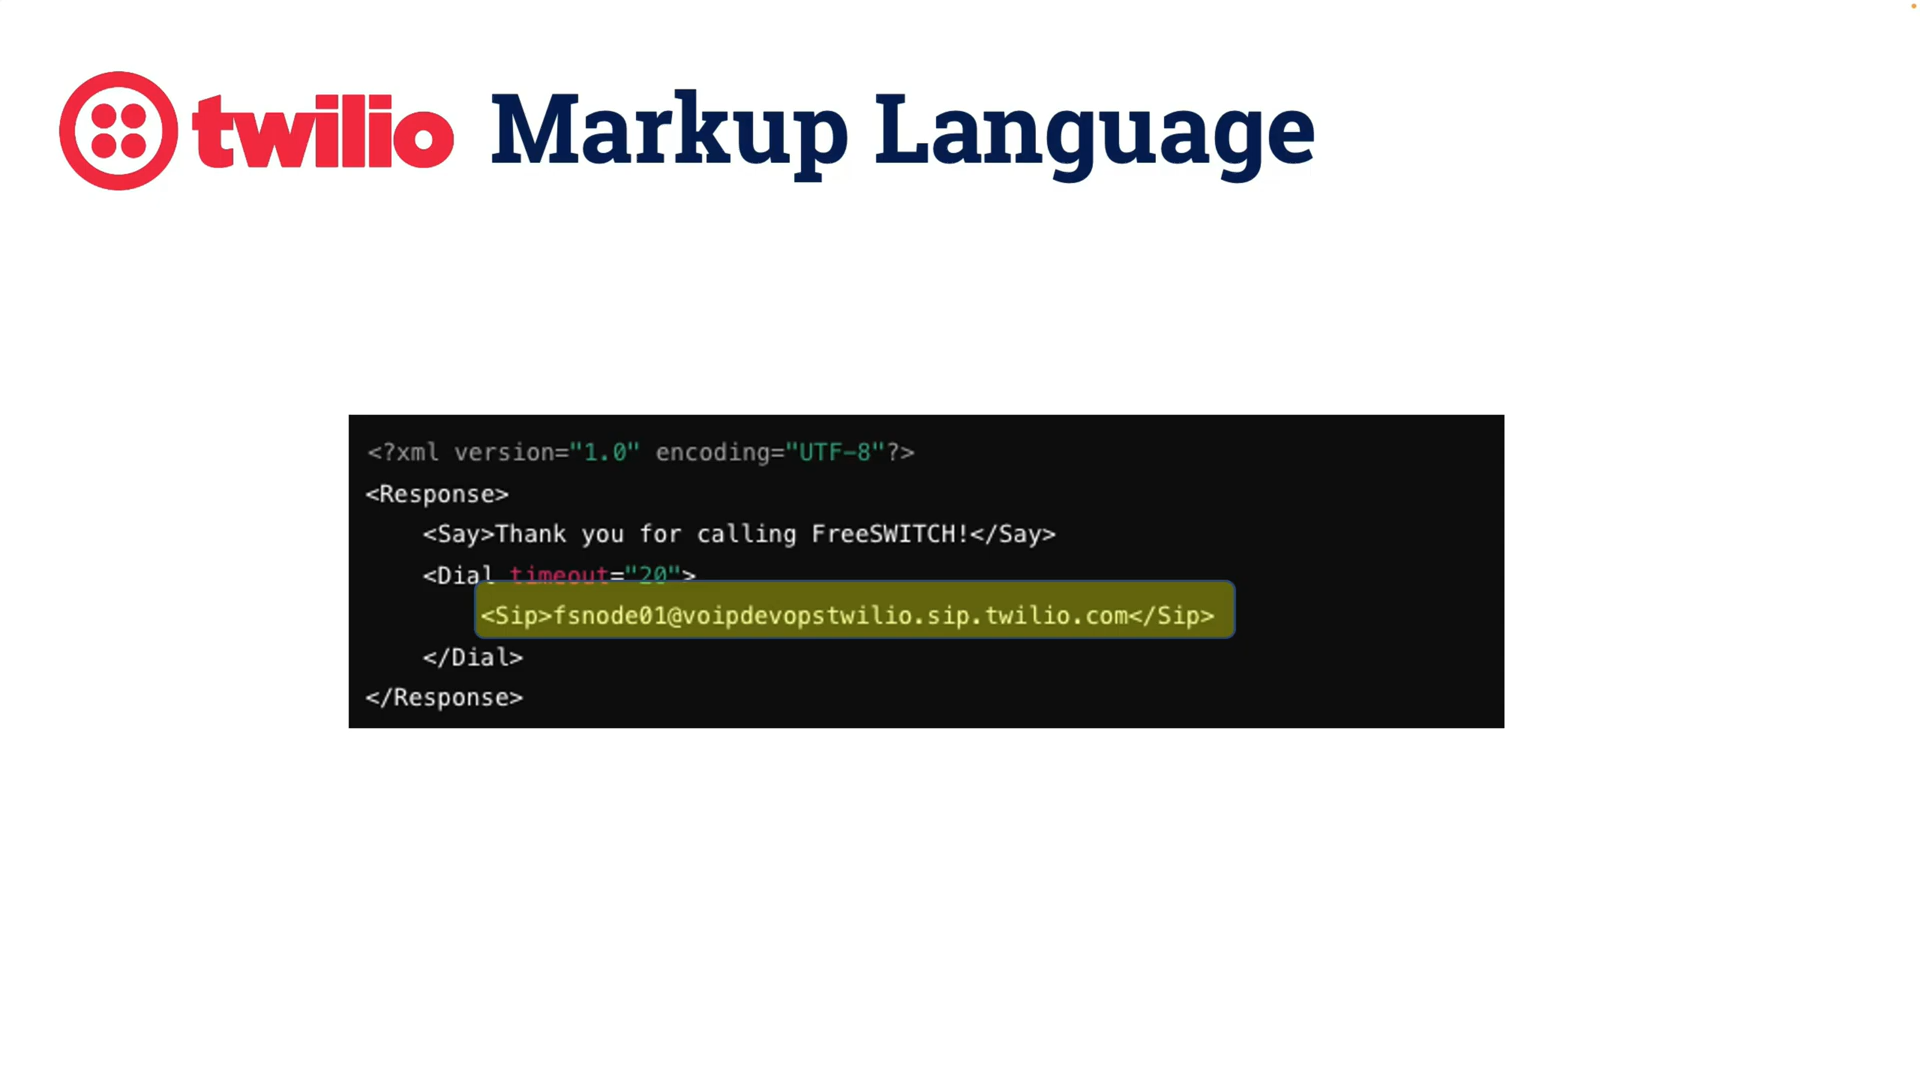 twilio Markup Language
<?xml version="1.0" encoding="UTF-8"?>
<Response>
    <Say>Thank you for calling FreeSWITCH!</Say>
    <Dial timeout="20">
        <Sip>fsnode01@voipdevopstwilio.sip.twilio.com</Sip>
    </Dial>
</Response>